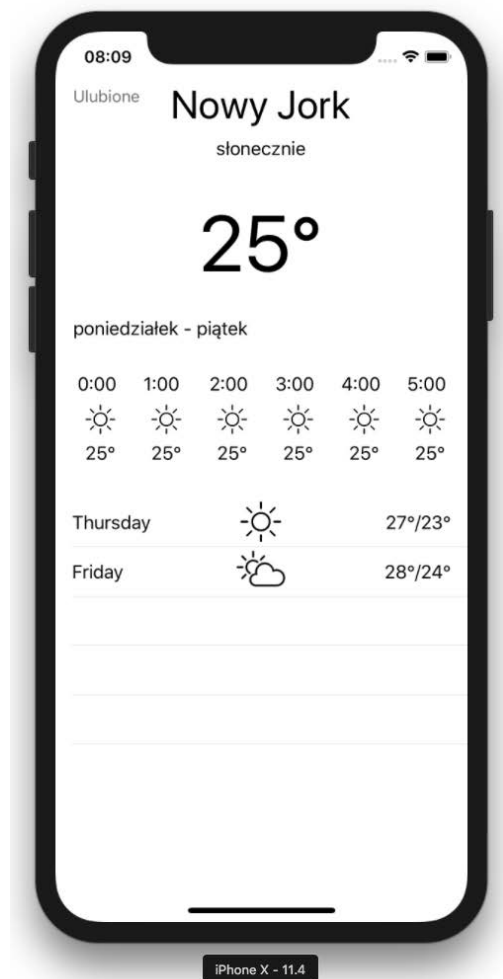 08:09
Ulubione
Nowy Jork
słonecznie
25°
poniedziałek - piątek
0:00 1:00 2:00 3:00 4:00 5:00
25° 25° 25° 25° 25° 25°
Thursday 27°/23°
Friday 28°/24°
iPhone X - 11.4